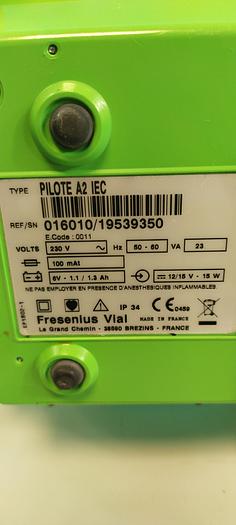 TYPE PILOTE A2 IEC
REF/SN 016010/19539350
E.Code : 0011
VOLTS 230 V ~ Hz 50 - 60 VA 23
100 mAt
6V - 1.1 / 1.3 Ah 12/15 V - 15 W
NE PAS EMPLOYER EN PRESENCE D'ANESTHESIQUES INFLAMMABLES
IP 34 CE 0459 MADE IN FRANCE
Fresenius Vial
Le Grand Chemin - 38590 BREZINS - FRANCE